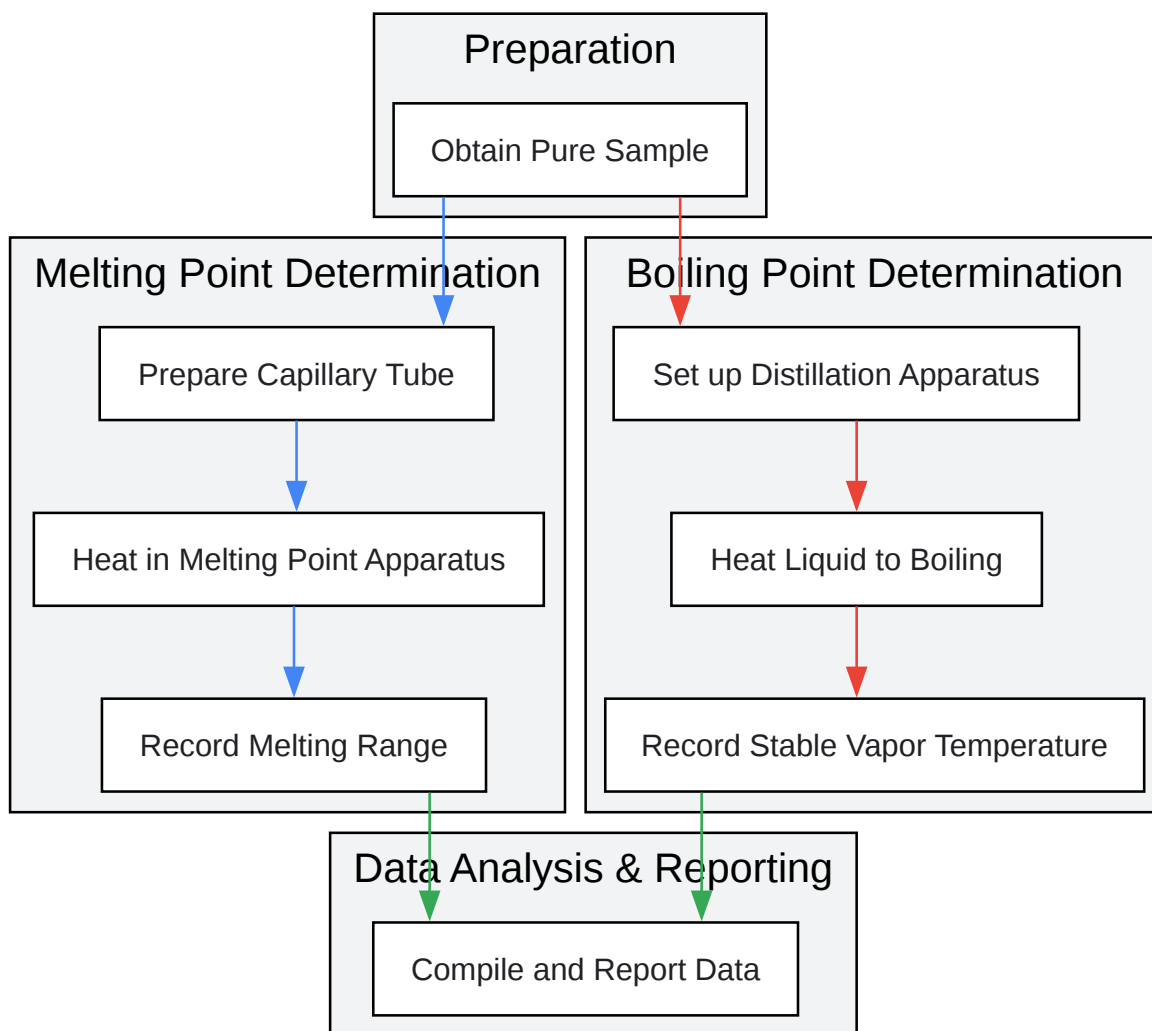 Preparation
Obtain Pure Sample
Melting Point Determination
Prepare Capillary Tube
Heat in Melting Point Apparatus
Record Melting Range
Boiling Point Determination
Set up Distillation Apparatus
Heat Liquid to Boiling
Record Stable Vapor Temperature
Data Analysis & Reporting
Compile and Report Data